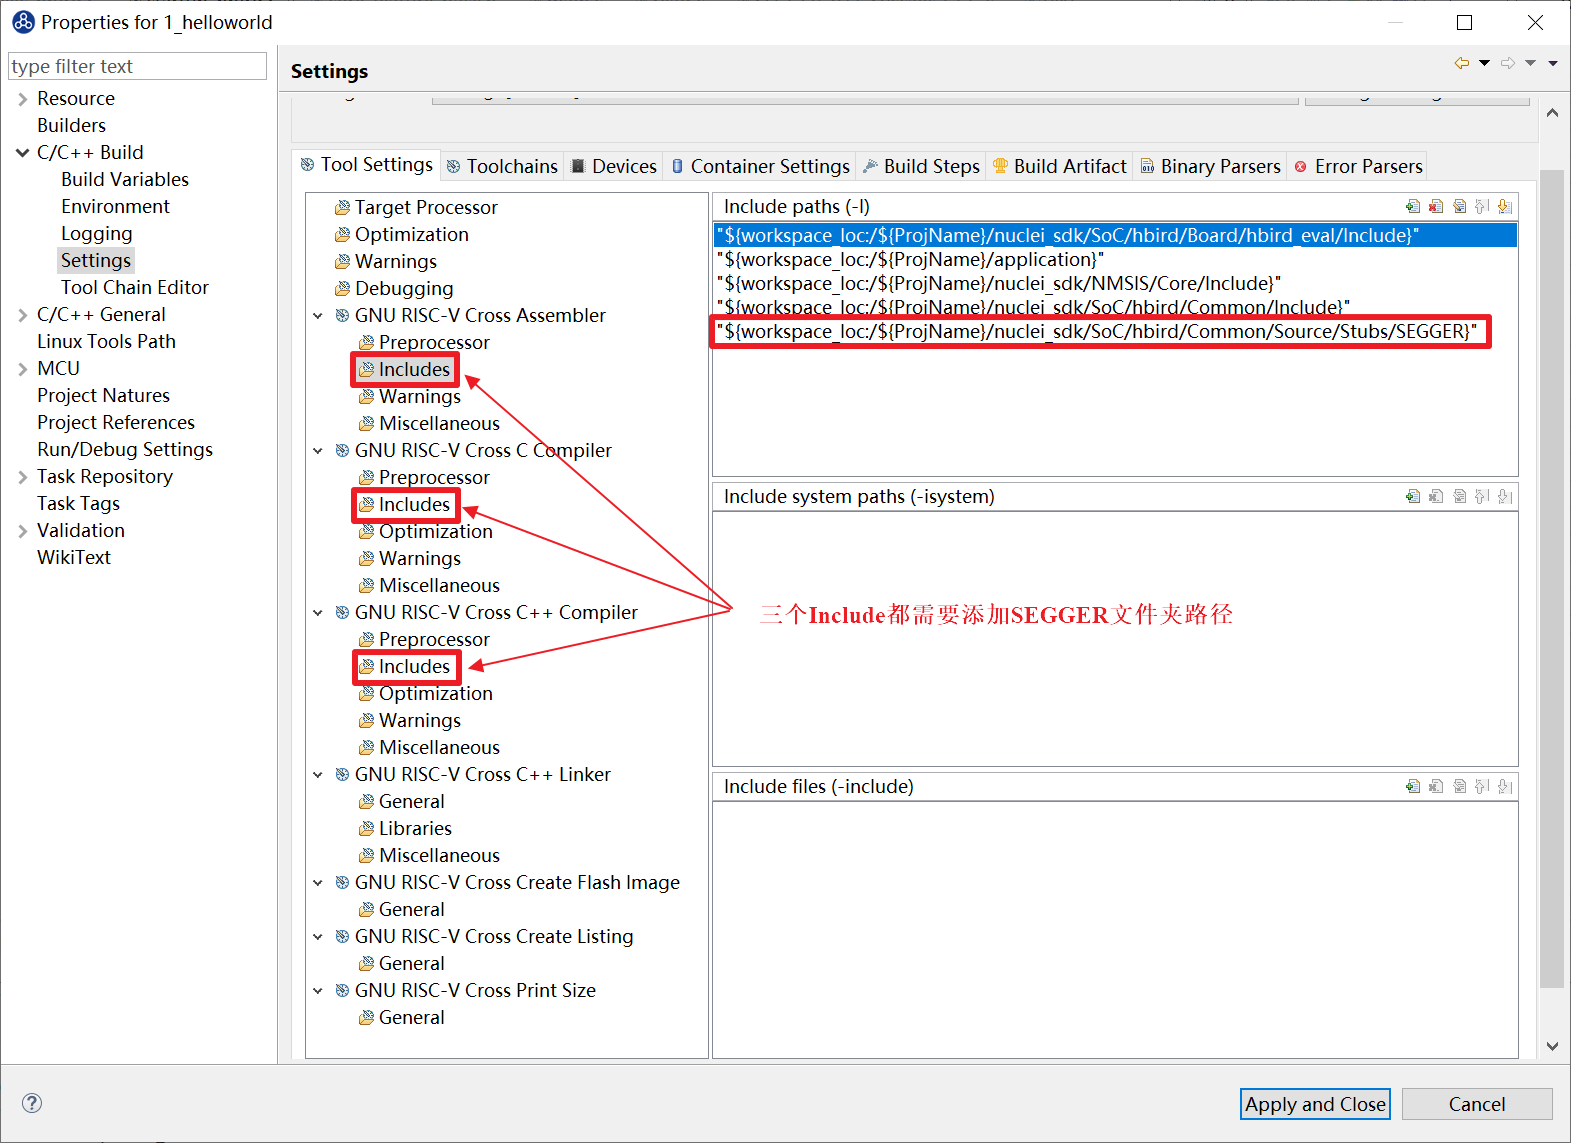 Properties for 1_helloworld
type filter text
Settings
Resource
Builders
C/C++ Build
Build Variables
Environment
Logging
Settings
Tool Chain Editor
C/C++ General
Linux Tools Path
MCU
Project Natures
Project References
Run/Debug Settings
Task Repository
Task Tags
Validation
WikiText
Tool Settings
Toolchains
Devices
Container Settings
Build Steps
Build Artifact
Binary Parsers
Error Parsers
Target Processor
Optimization
Warnings
Debugging
GNU RISC-V Cross Assembler
Preprocessor
Includes
Warnings
Miscellaneous
GNU RISC-V Cross C Compiler
Preprocessor
Includes
Optimization
Warnings
Miscellaneous
GNU RISC-V Cross C++ Compiler
Preprocessor
Includes
Optimization
Warnings
Miscellaneous
GNU RISC-V Cross C++ Linker
General
Libraries
Miscellaneous
GNU RISC-V Cross Create Flash Image
General
GNU RISC-V Cross Create Listing
General
GNU RISC-V Cross Print Size
General
Include paths (-I)
"${workspace_loc:/${ProjName}/nuclei_sdk/SoC/hbird/Board/hbird_eval/Include}"
"${workspace_loc:/${ProjName}/application}"
"${workspace_loc:/${ProjName}/nuclei_sdk/NMSIS/Core/Include}"
"${workspace_loc:/${ProjName}/nuclei_sdk/SoC/hbird/Common/Include}"
"${workspace_loc:/${ProjName}/nuclei_sdk/SoC/hbird/Common/Source/Stubs/SEGGER}"
Include system paths (-isystem)
三个Include都需要添加SEGGER文件夹路径
Include files (-include)
Apply and Close
Cancel